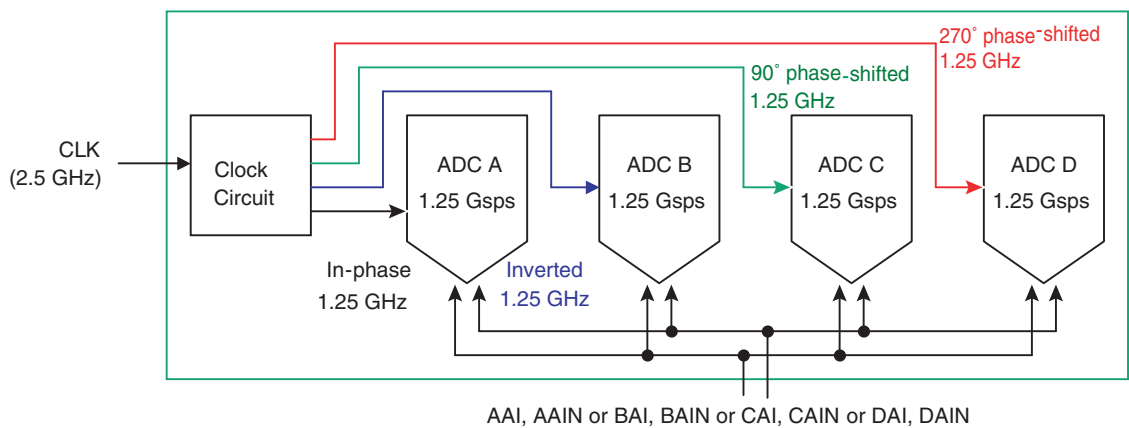 270° phase-shifted
1.25 GHz
90° phase-shifted
1.25 GHz
CLK
(2.5 GHz)
Clock
Circuit
ADC A
1.25 Gsps
ADC B
1.25 Gsps
ADC C
1.25 Gsps
ADC D
1.25 Gsps
In-phase
1.25 GHz
Inverted
1.25 GHz
AAI, AAIN or BAI, BAIN or CAI, CAIN or DAI, DAIN